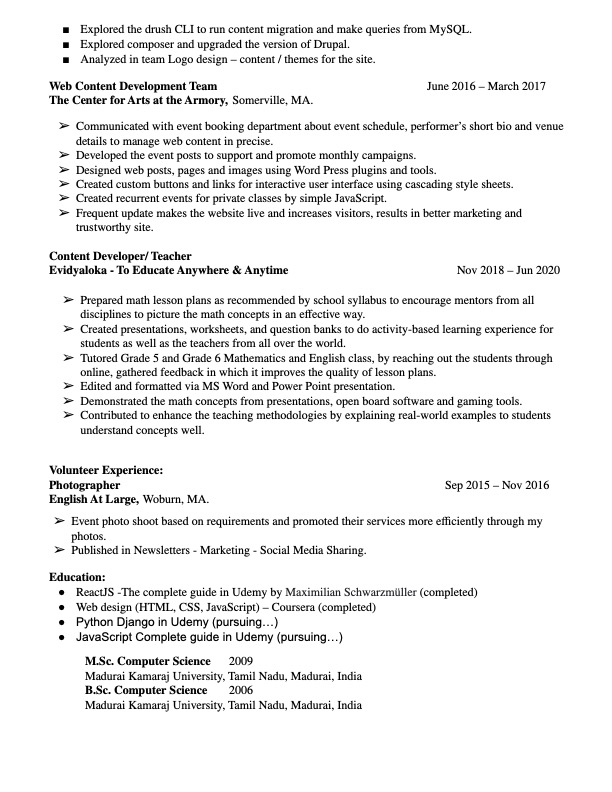 ■ Explored the drush CLI to run content migration and make queries from MySQL.
■ Explored composer and upgraded the version of Drupal.
■ Analyzed in team Logo design – content / themes for the site.
Web Content Development Team June 2016 – March 2017
The Center for Arts at the Armory, Somerville, MA.
➢ Communicated with event booking department about event schedule, performer's short bio and venue
details to manage web content in precise.
➢ Developed the event posts to support and promote monthly campaigns.
➢ Designed web posts, pages and images using Word Press plugins and tools.
➢ Created custom buttons and links for interactive user interface using cascading style sheets.
➢ Created recurrent events for private classes by simple JavaScript.
➢ Frequent update makes the website live and increases visitors, results in better marketing and
trustworthy site.
Content Developer/ Teacher
Evidyaloka - To Educate Anywhere & Anytime Nov 2018 – Jun 2020
➢ Prepared math lesson plans as recommended by school syllabus to encourage mentors from all
disciplines to picture the math concepts in an effective way.
➢ Created presentations, worksheets, and question banks to do activity-based learning experience for
students as well as the teachers from all over the world.
➢ Tutored Grade 5 and Grade 6 Mathematics and English class, by reaching out the students through
online, gathered feedback in which it improves the quality of lesson plans.
➢ Edited and formatted via MS Word and Power Point presentation.
➢ Demonstrated the math concepts from presentations, open board software and gaming tools.
➢ Contributed to enhance the teaching methodologies by explaining real-world examples to students
understand concepts well.
Volunteer Experience:
Photographer Sep 2015 – Nov 2016
English At Large, Woburn, MA.
➢ Event photo shoot based on requirements and promoted their services more efficiently through my
photos.
➢ Published in Newsletters - Marketing - Social Media Sharing.
Education:
● ReactJS -The complete guide in Udemy by Maximilian Schwarzmüller (completed)
● Web design (HTML, CSS, JavaScript) – Coursera (completed)
● Python Django in Udemy (pursuing…)
● JavaScript Complete guide in Udemy (pursuing…)
M.Sc. Computer Science 2009
Madurai Kamaraj University, Tamil Nadu, Madurai, India
B.Sc. Computer Science 2006
Madurai Kamaraj University, Tamil Nadu, Madurai, India